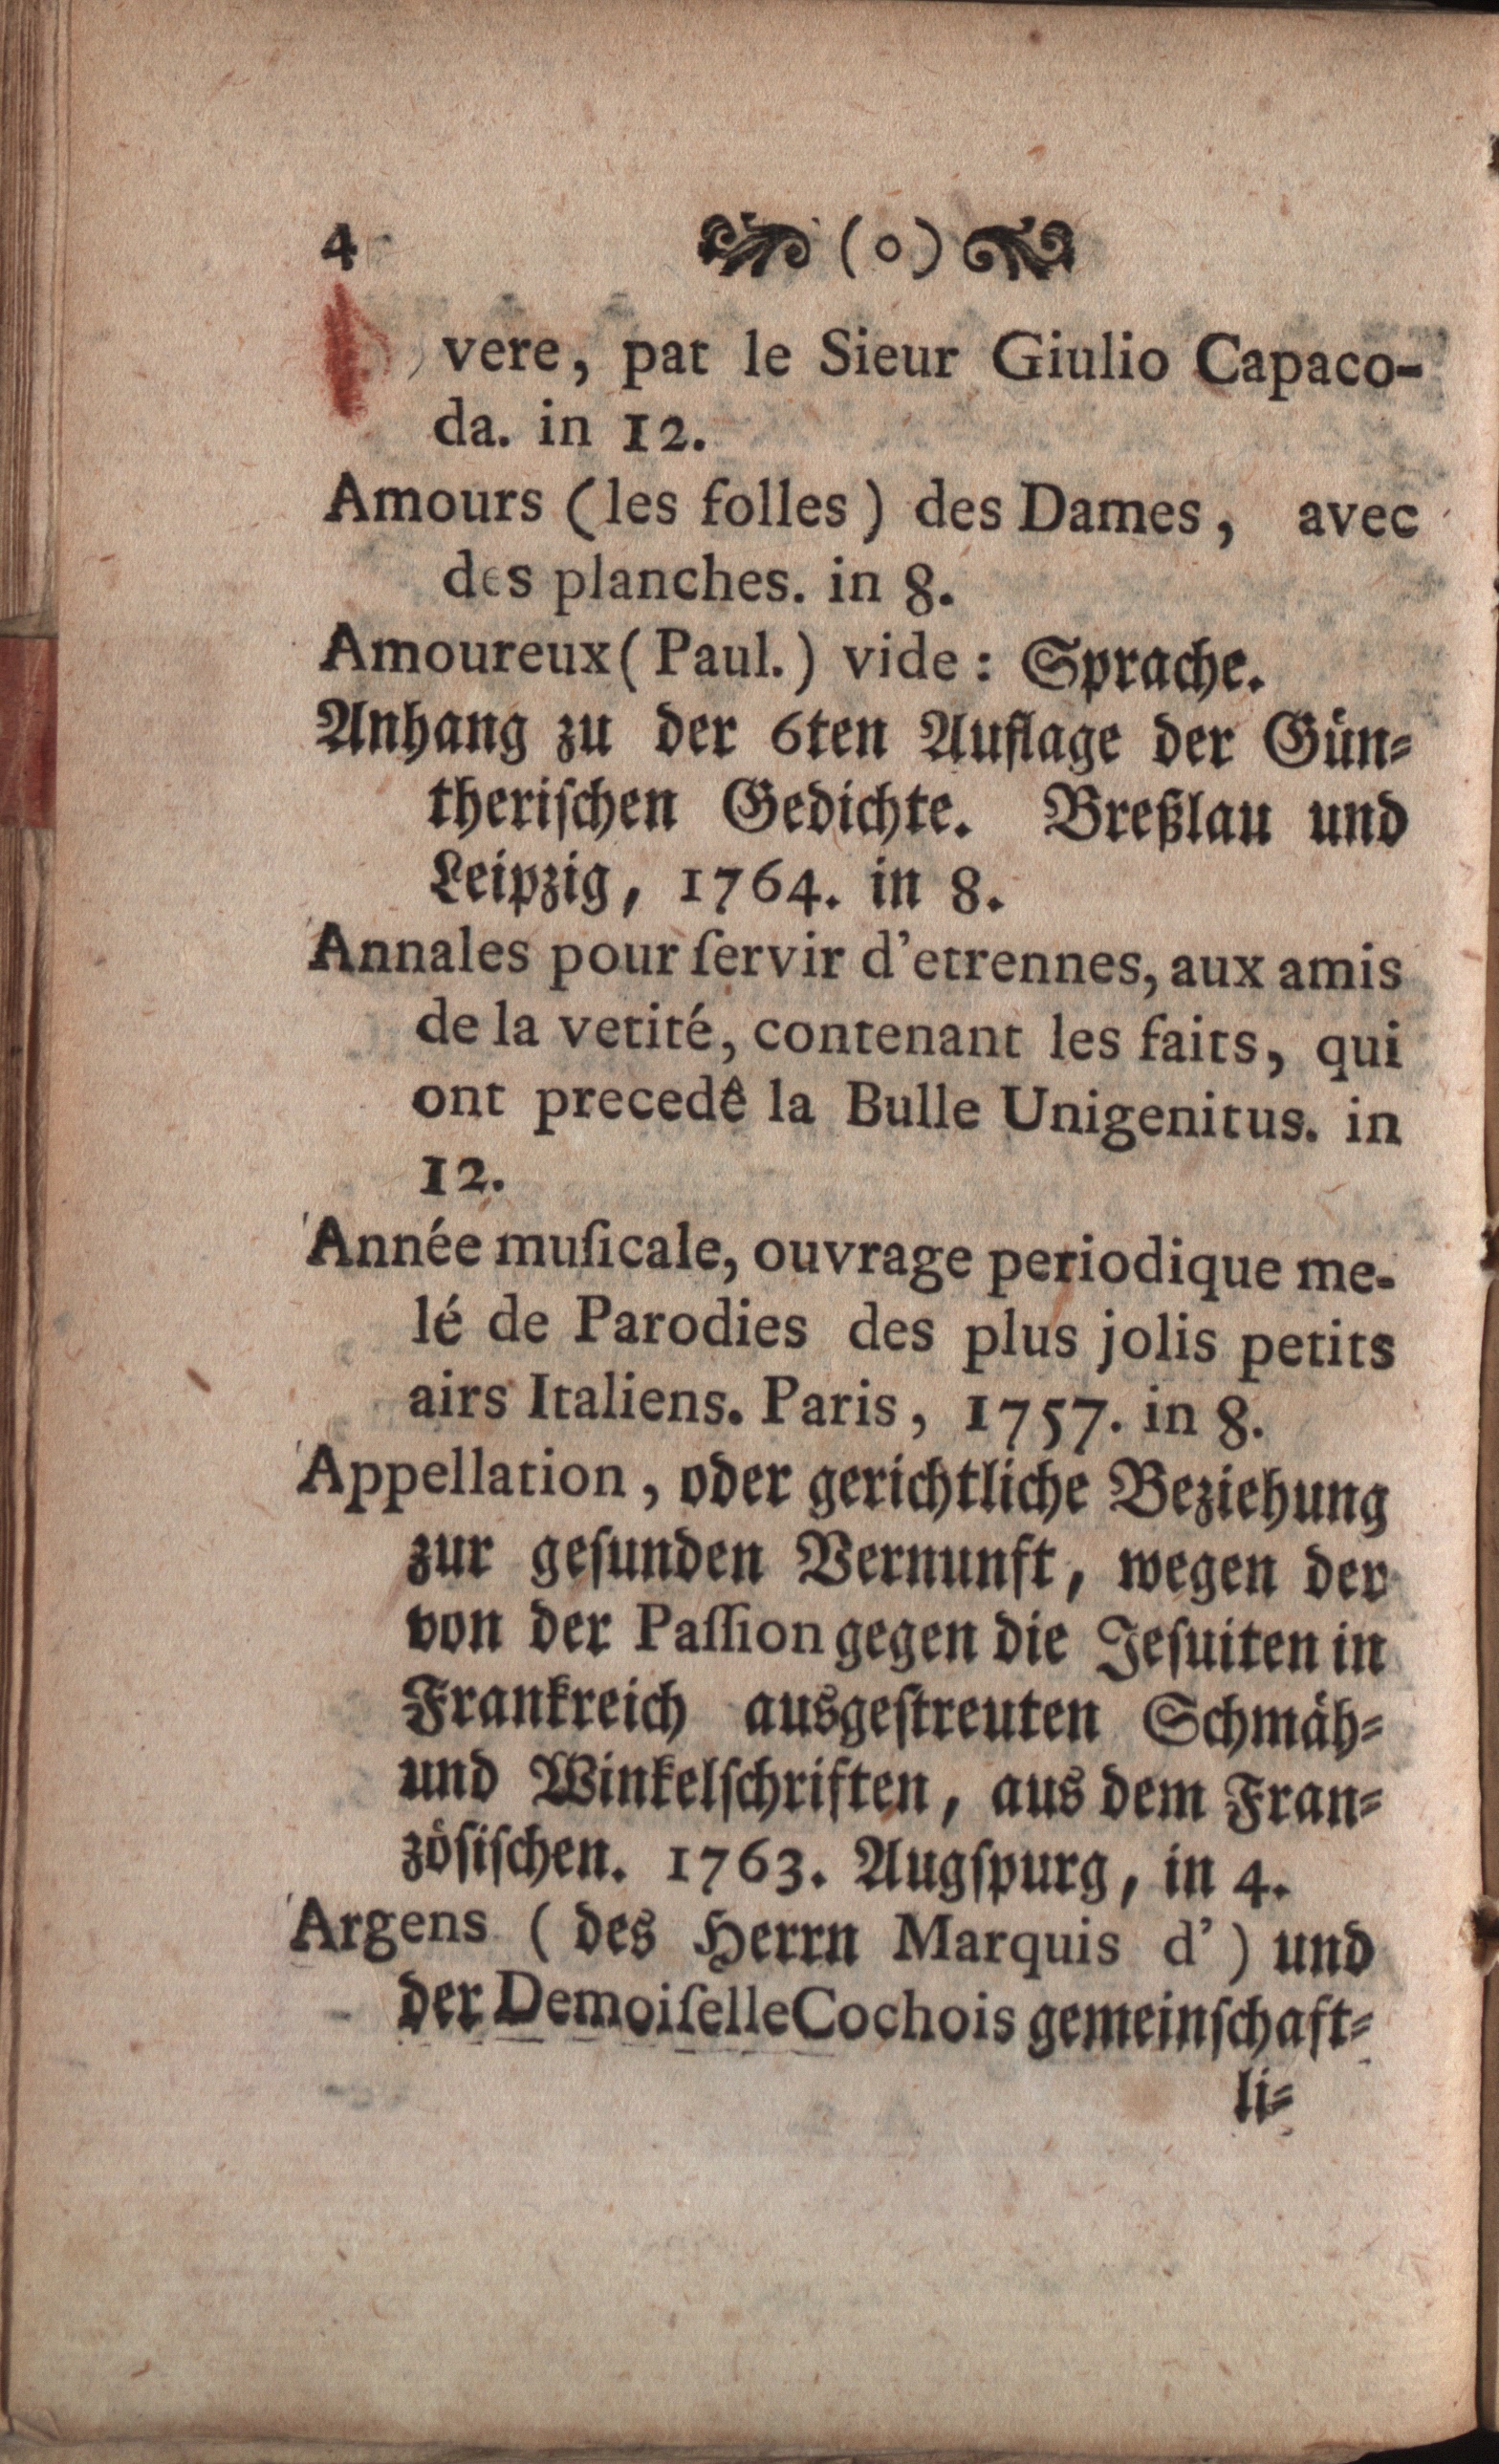 4 (o)
vere, pat le Sieur Giulio Capaco-
da. in 12.
Amours (les folles) des Dames, avec
des planches. in 8.
Amoureux (Paul.) vide: Sprache.
Anhang zu der 6ten Auflage der Gün⸗
theriſchen Gedichte. Breßlau und
Leipzig, 1764. in 8.
Annales pour ſervir d'etrennes, aux amis
de la vetité, contenant les faits, qui
ont precedê la Bulle Unigenitus. in
12.
Année muſicale, ouvrage periodique me-
lé de Parodies des plus jolis petits
airs Italiens. Paris, 1757. in 8.
Appellation, oder gerichtliche Beziehung
zur geſunden Vernunft, wegen der
von der Paſſion gegen die Jeſuiten in
Frankreich ausgeſtreuten Schmäh⸗
und Winkelſchriften, aus dem Fran⸗
zöſiſchen. 1763. Augſpurg, in 4.
Argens (des Herrn Marquis d') und
der Demoiſelle Cochois gemeinſchaft⸗
li⸗